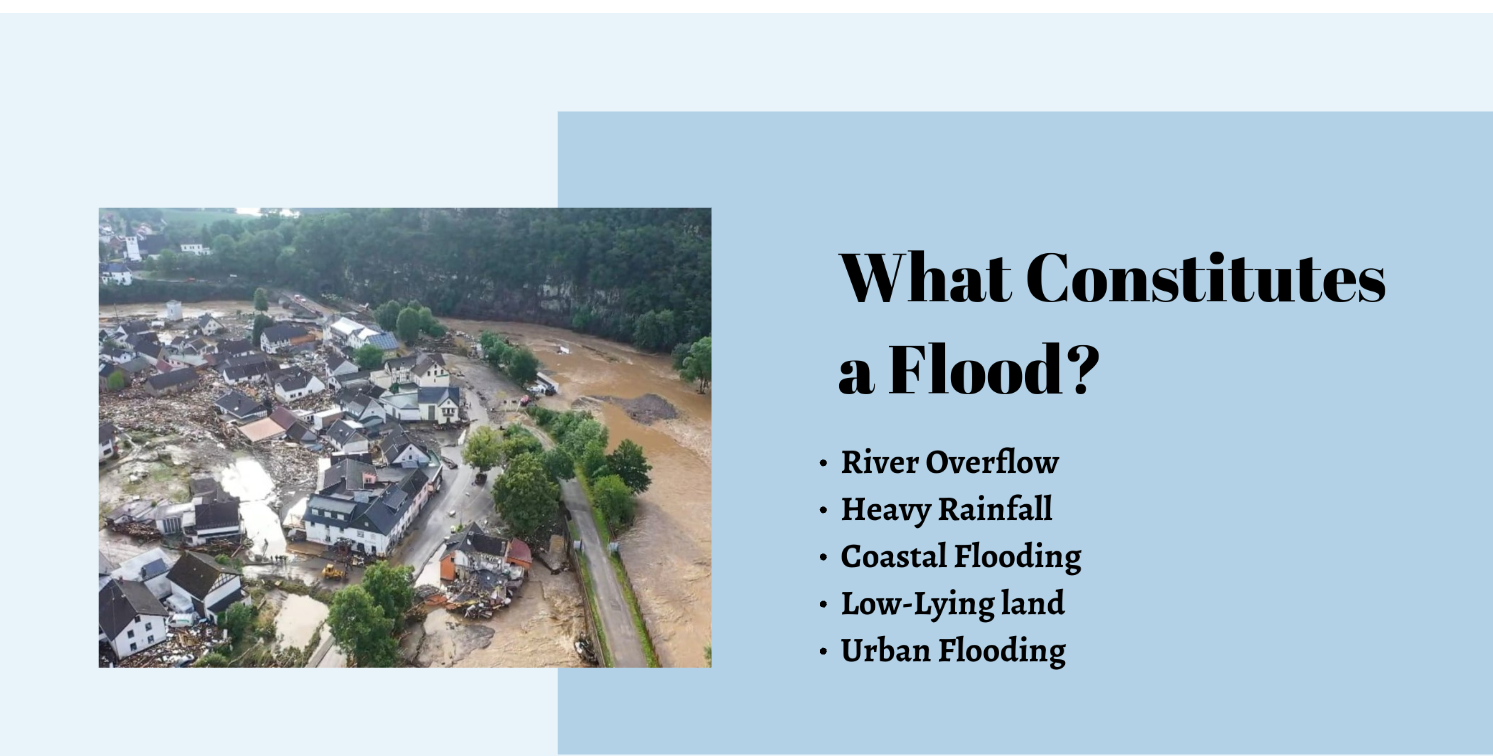 What Constitutes
a Flood?
• River Overflow
• Heavy Rainfall
• Coastal Flooding
• Low-Lying land
• Urban Flooding